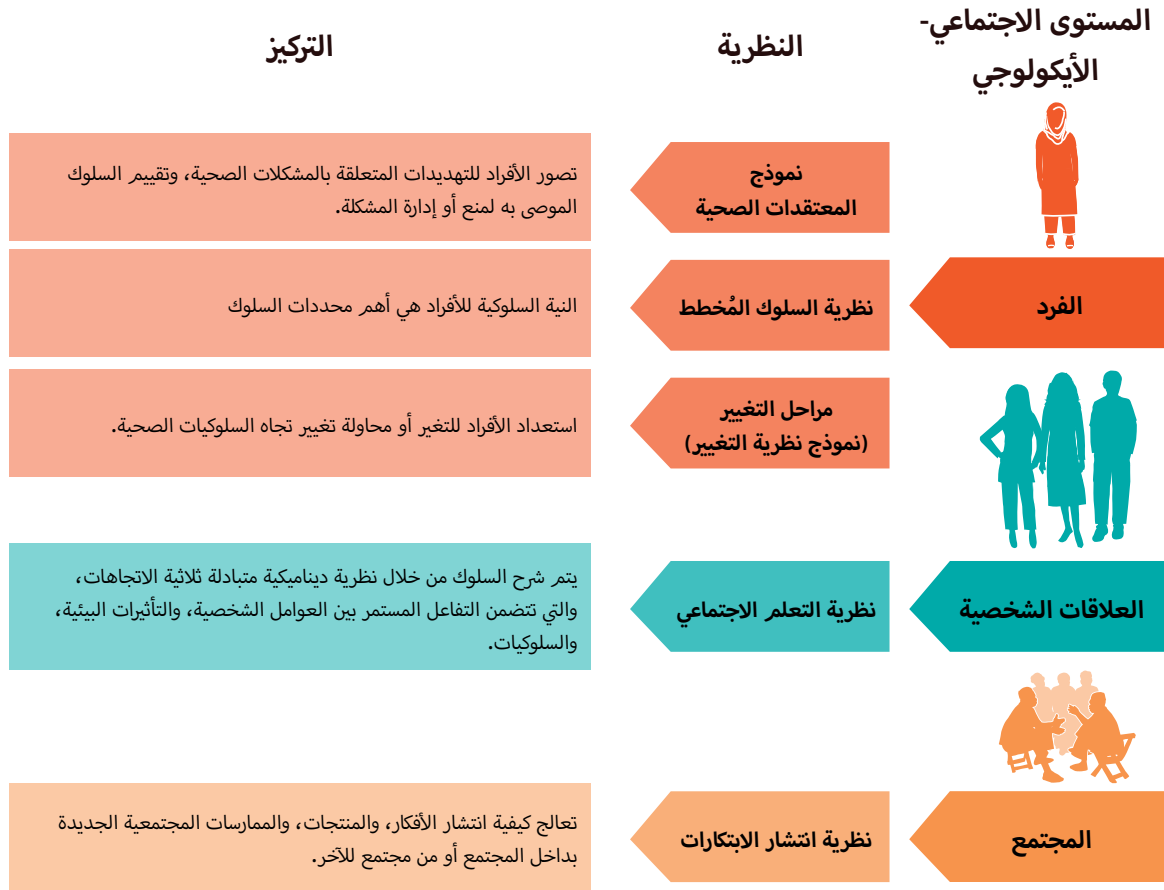 المستوى الاجتماعي-
الأيكولوجي
النظرية
التركيز
نموذج
المعتقدات الصحية
تصور الأفراد للتهديدات المتعلقة بالمشكلات الصحية، وتقييم السلوك
الموصى به لمنع أو إدارة المشكلة.
الفرد
نظرية السلوك المُخطط
النية السلوكية للأفراد هي أهم محددات السلوك
مراحل التغيير
(نموذج نظرية التغيير)
استعداد الأفراد للتغير أو محاولة تغيير تجاه السلوكيات الصحية.
العلاقات الشخصية
نظرية التعلم الاجتماعي
يتم شرح السلوك من خلال نظرية ديناميكية متبادلة ثلاثية الاتجاهات،
والتي تتضمن التفاعل المستمر بين العوامل الشخصية، والتأثيرات البيئية،
والسلوكيات.
المجتمع
نظرية انتشار الابتكارات
تعالج كيفية انتشار الأفكار، والمنتجات، والممارسات المجتمعية الجديدة
بداخل المجتمع أو من مجتمع للآخر.